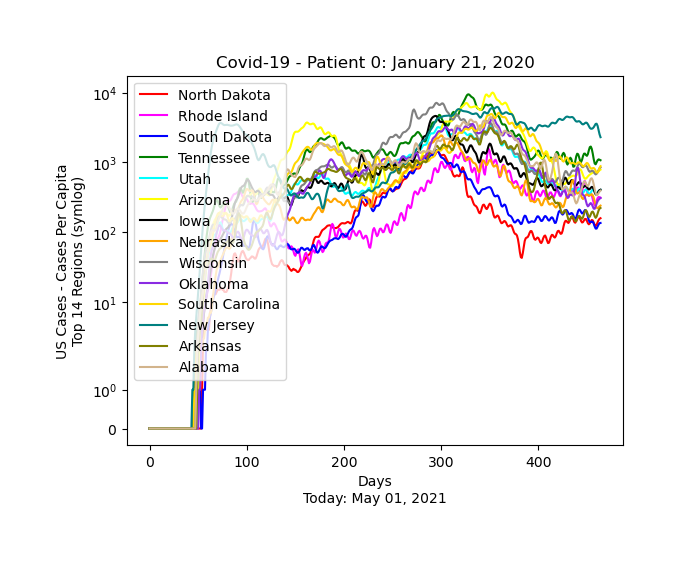 Covid-19 - Patient 0: January 21, 2020
US Cases - Cases Per Capita
Top 14 Regions (symlog)
10^4
10^3
10^2
10^1
10^0
0
North Dakota
Rhode Island
South Dakota
Tennessee
Utah
Arizona
Iowa
Nebraska
Wisconsin
Oklahoma
South Carolina
New Jersey
Arkansas
Alabama
0 100 200 300 400
Days
Today: May 01, 2021